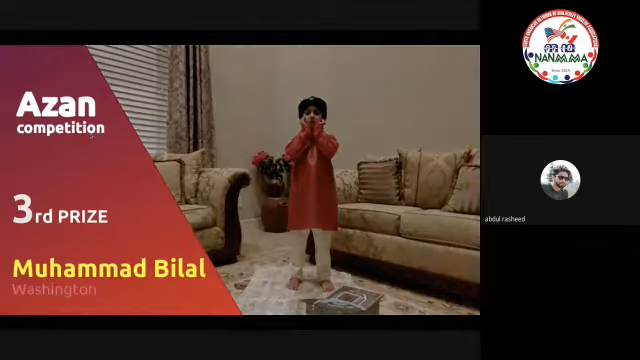 Azan
competition
3rd PRIZE
Muhammad Bilal
Washington
NANMMA
abdul rasheed